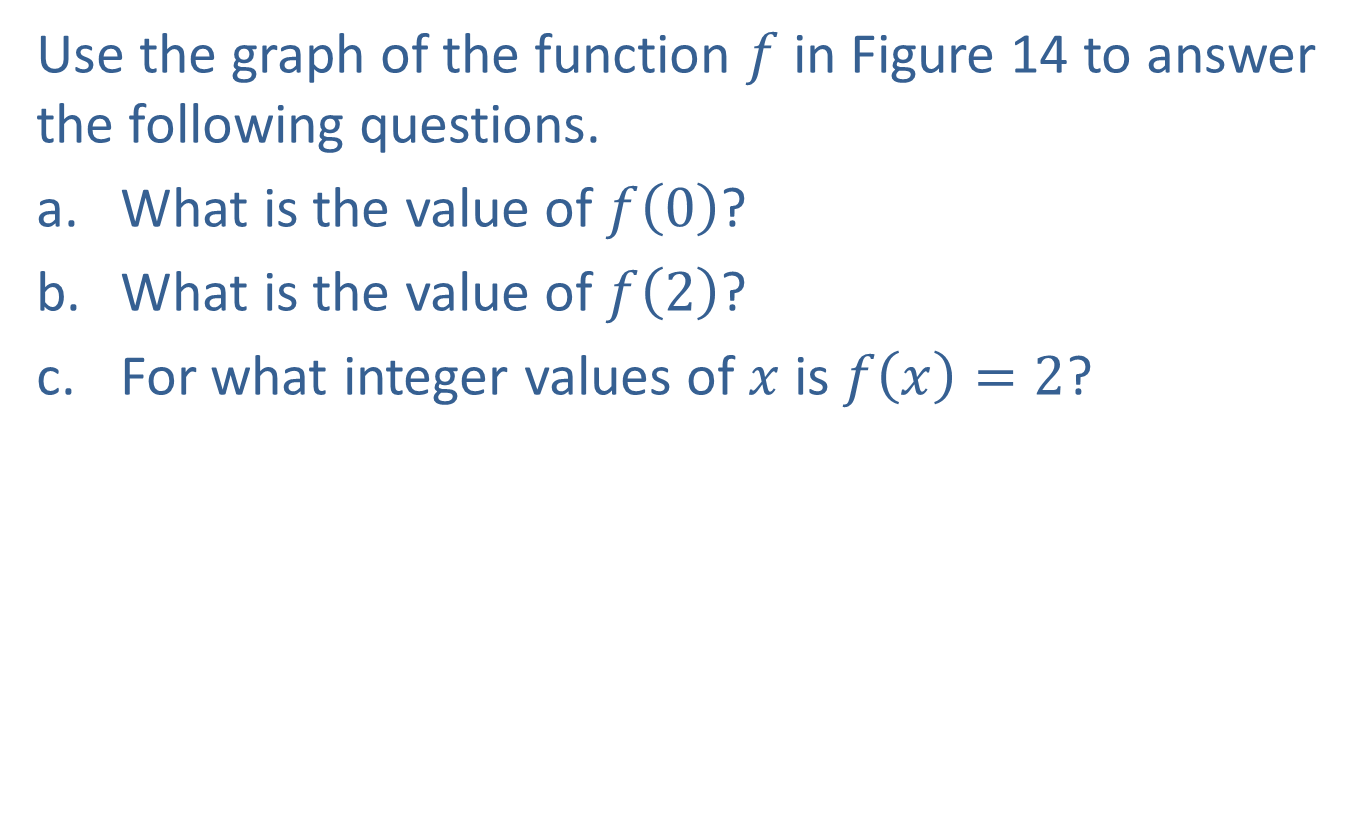 Use the graph of the function f in Figure 14 to answer
the following questions.
a. What is the value of f(0)?
b. What is the value of f(2)?
c. For what integer values of x is f(x) = 2?